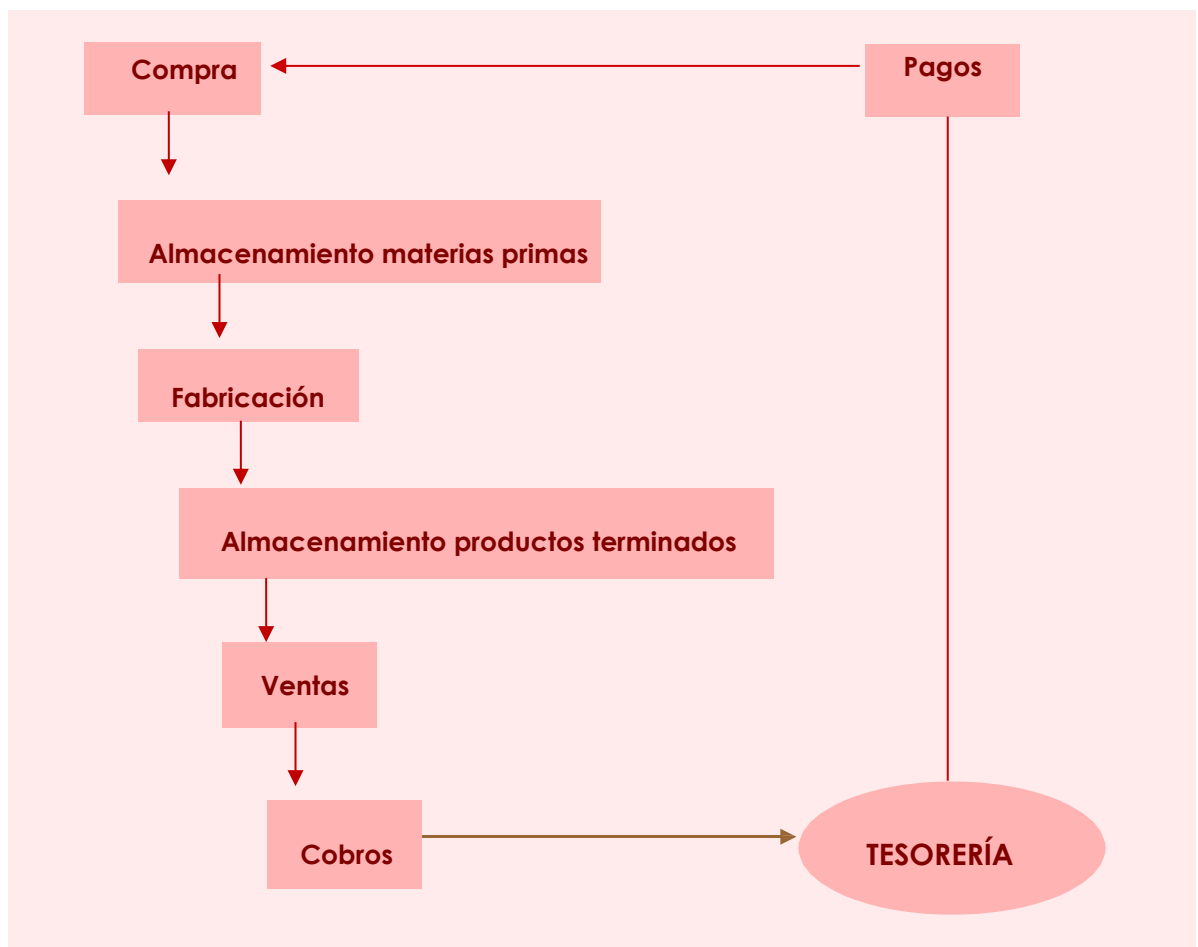 Compra
Pagos
Almacenamiento materias primas
Fabricación
Almacenamiento productos terminados
Ventas
Cobros
TESORERÍA